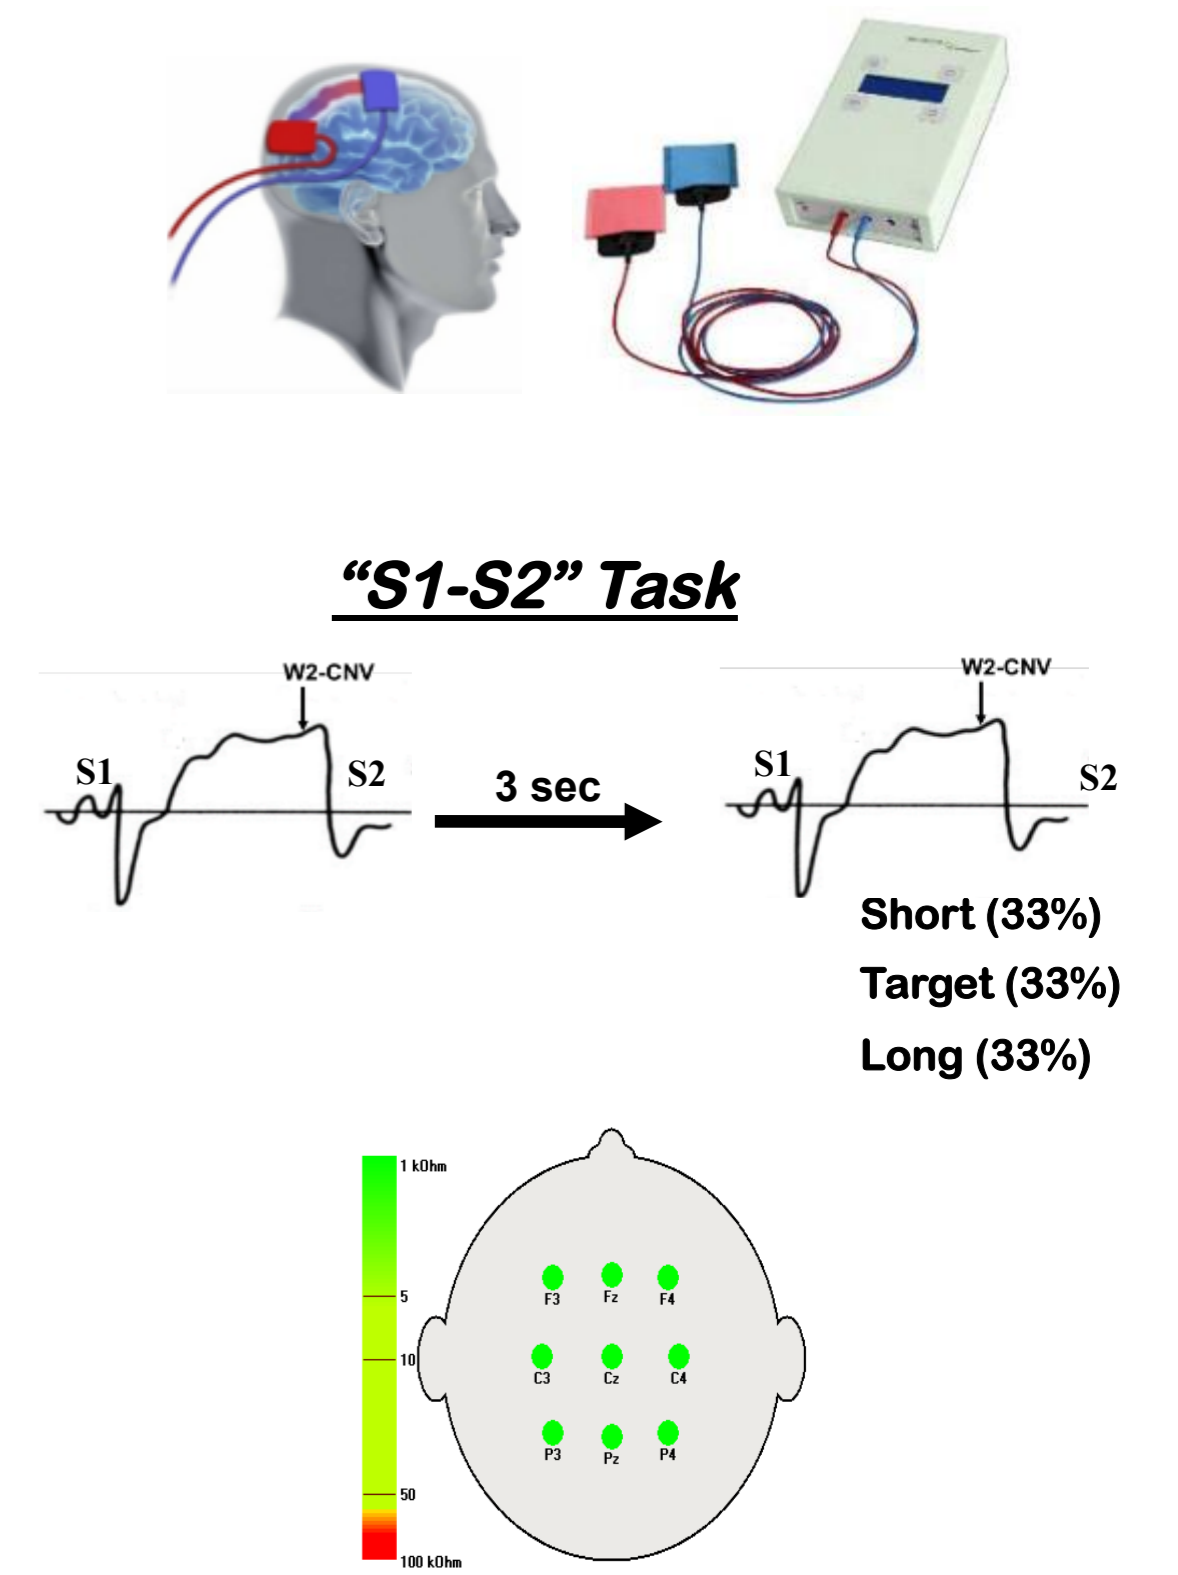 “S1-S2” Task
W2-CNV
S1
S2
3 sec
W2-CNV
S1
S2
Short (33%)
Target (33%)
Long (33%)
1 kOhm
5
10
50
100 kOhm
F3 Fz F4
C3 Cz C4
P3 Pz P4